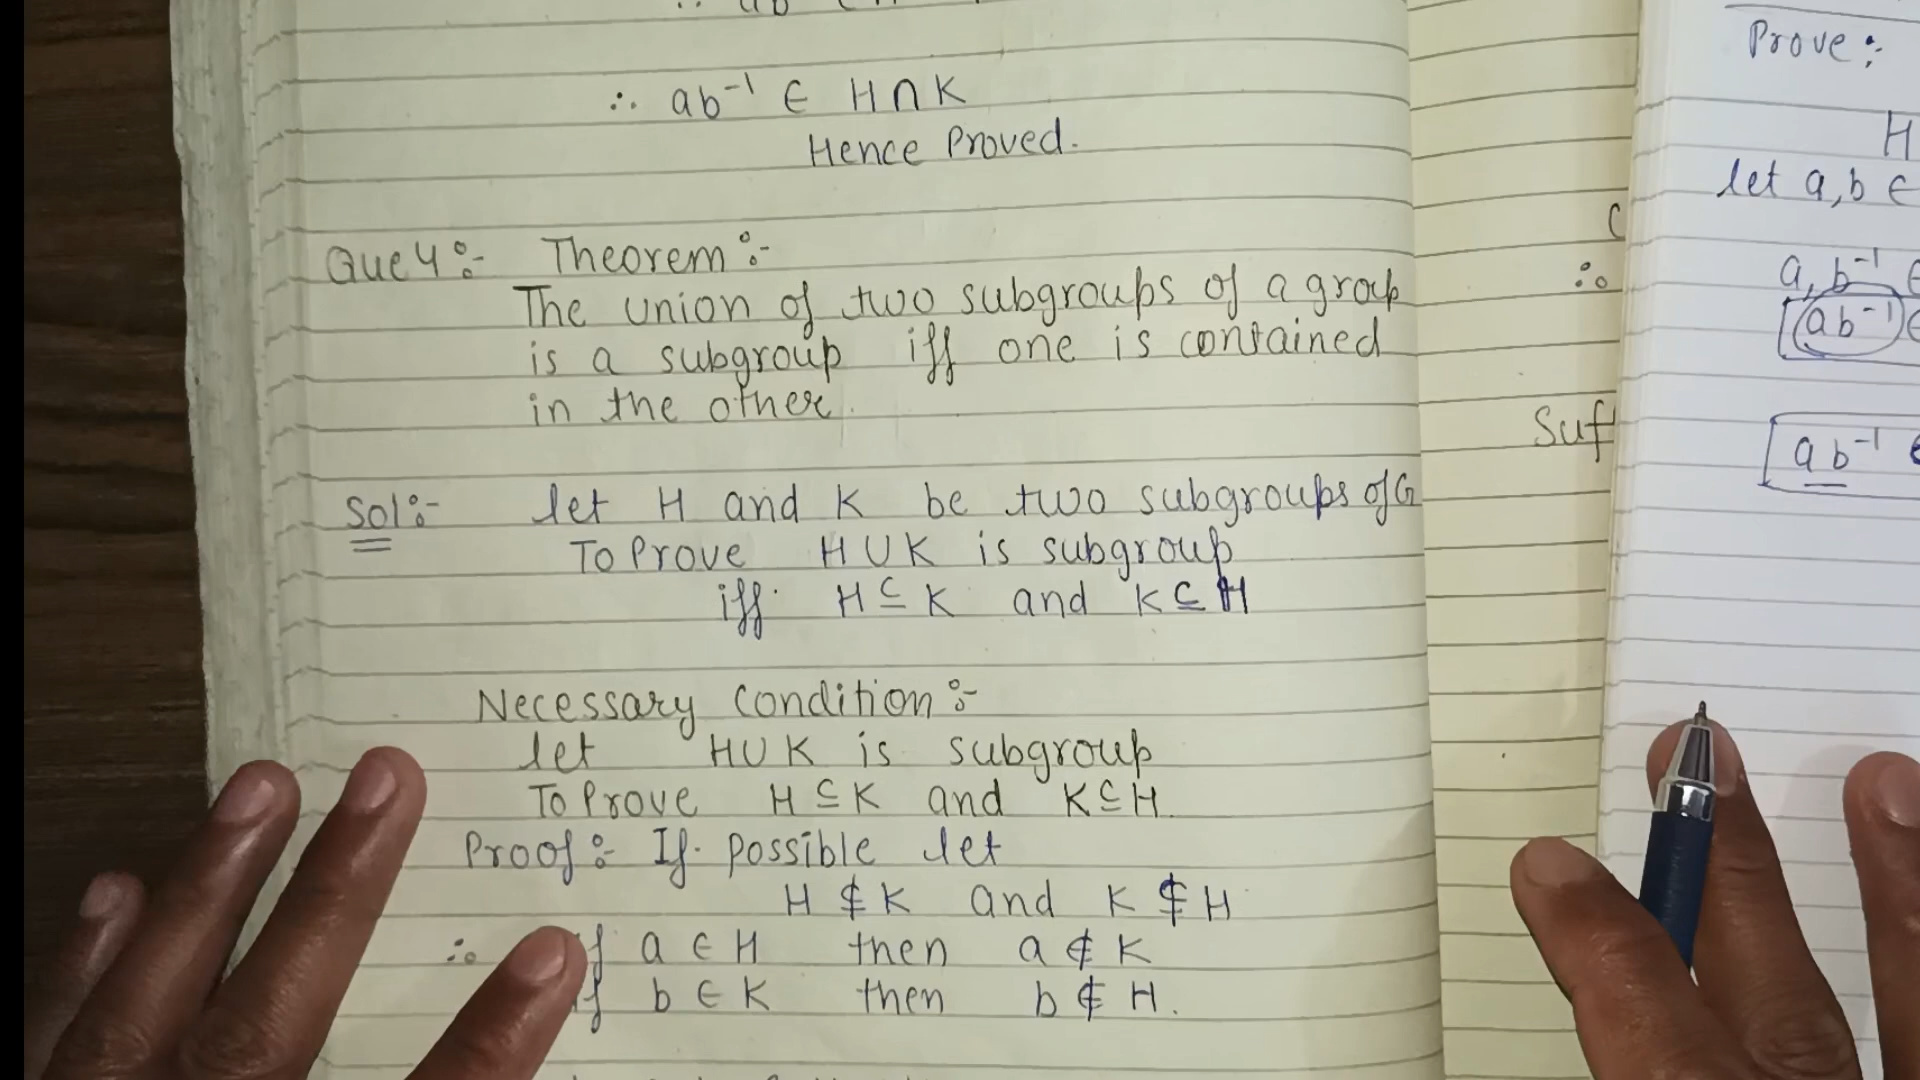 ∴ ab⁻¹ ∈ H∩K
Hence Proved.
Que 4:- Theorem:-
The union of two subgroups of a group
is a subgroup iff one is contained
in the other.
Sol:- let H and K be two subgroups of G
To Prove H∪K is subgroup
iff H⊆K and K⊆H
Necessary Condition:-
let H∪K is subgroup
To Prove H⊆K and K⊆H.
Proof:- If possible let
H⊄K and K⊈H
∴ a∈H then a∉K
b∈K then b∉H.
Suf
Prove:
H
let a,b ∈
a, b⁻¹ ∈
ab⁻¹ ∈
ab⁻¹ ∈